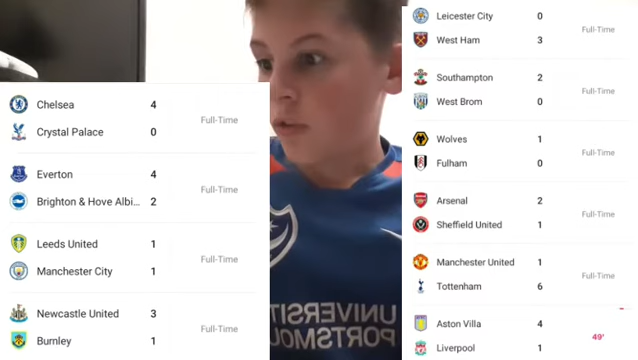 Chelsea 4
Full-Time
Crystal Palace 0
Everton 4
Full-Time
Brighton & Hove Albi... 2
Leeds United 1
Full-Time
Manchester City 1
Newcastle United 3
Full-Time
Burnley 1
UNIVERSIT
PORTSMOU
Leicester City 0
Full-Time
West Ham 3
Southampton 2
Full-Time
West Brom 0
Wolves 1
Full-Time
Fulham 0
Arsenal 2
Full-Time
Sheffield United 1
Manchester United 1
Full-Time
Tottenham 6
Aston Villa 4
49'
Liverpool 1